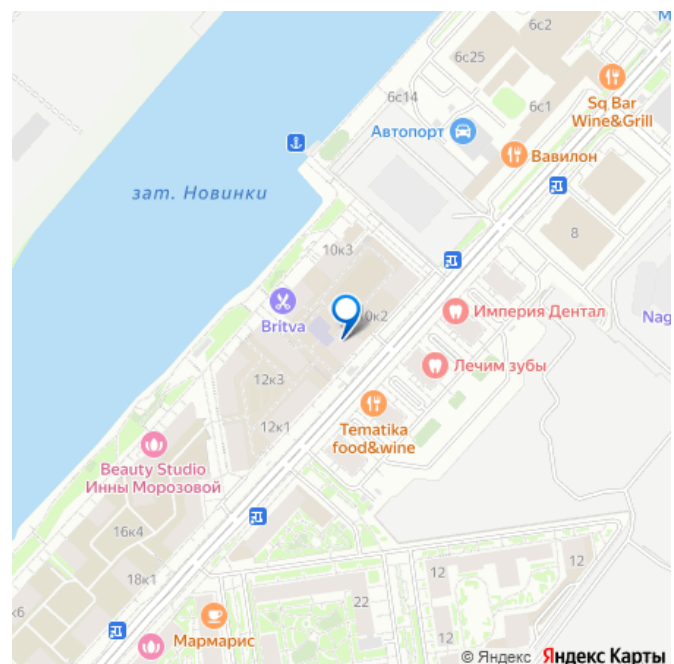 6с2
М
6с25
Sq Bar
Wine&Grill
6с14
6с1
Автопорт
Вавилон
зат. Новинки
8
10к3
Britva
10к2
Империя Дентал
Nag
Лечим зубы
12к3
Tematika
food&wine
12к1
Beauty Studio
Инны Морозовой
16к4
18к1
12
12
22
к6
12
Мармарис
© Яндекс Яндекс Карты